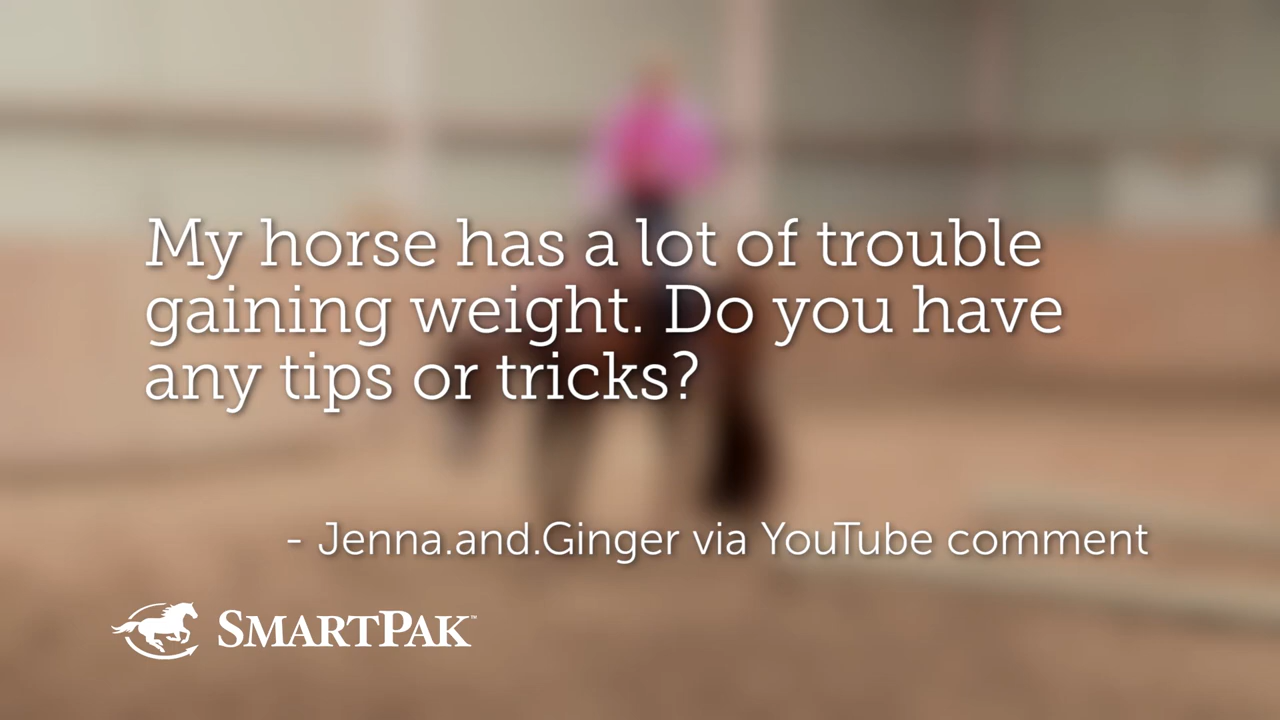 My horse has a lot of trouble
gaining weight. Do you have
any tips or tricks?
- Jenna.and.Ginger via YouTube comment
SMARTPAK™